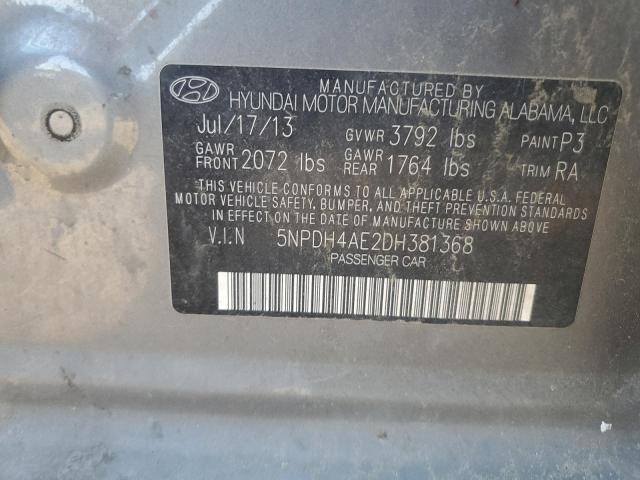 MANUFACTURED BY
HYUNDAI MOTOR MANUFACTURING ALABAMA, LLC
Jul/17/13 GVWR 3792 lbs PAINT P3
GAWR FRONT 2072 lbs GAWR REAR 1764 lbs TRIM RA
THIS VEHICLE CONFORMS TO ALL APPLICABLE U.S.A. FEDERAL
MOTOR VEHICLE SAFETY, BUMPER, AND THEFT PREVENTION STANDARDS
IN EFFECT ON THE DATE OF MANUFACTURE SHOWN ABOVE.
V.I.N 5NPDH4AE2DH381368
PASSENGER CAR